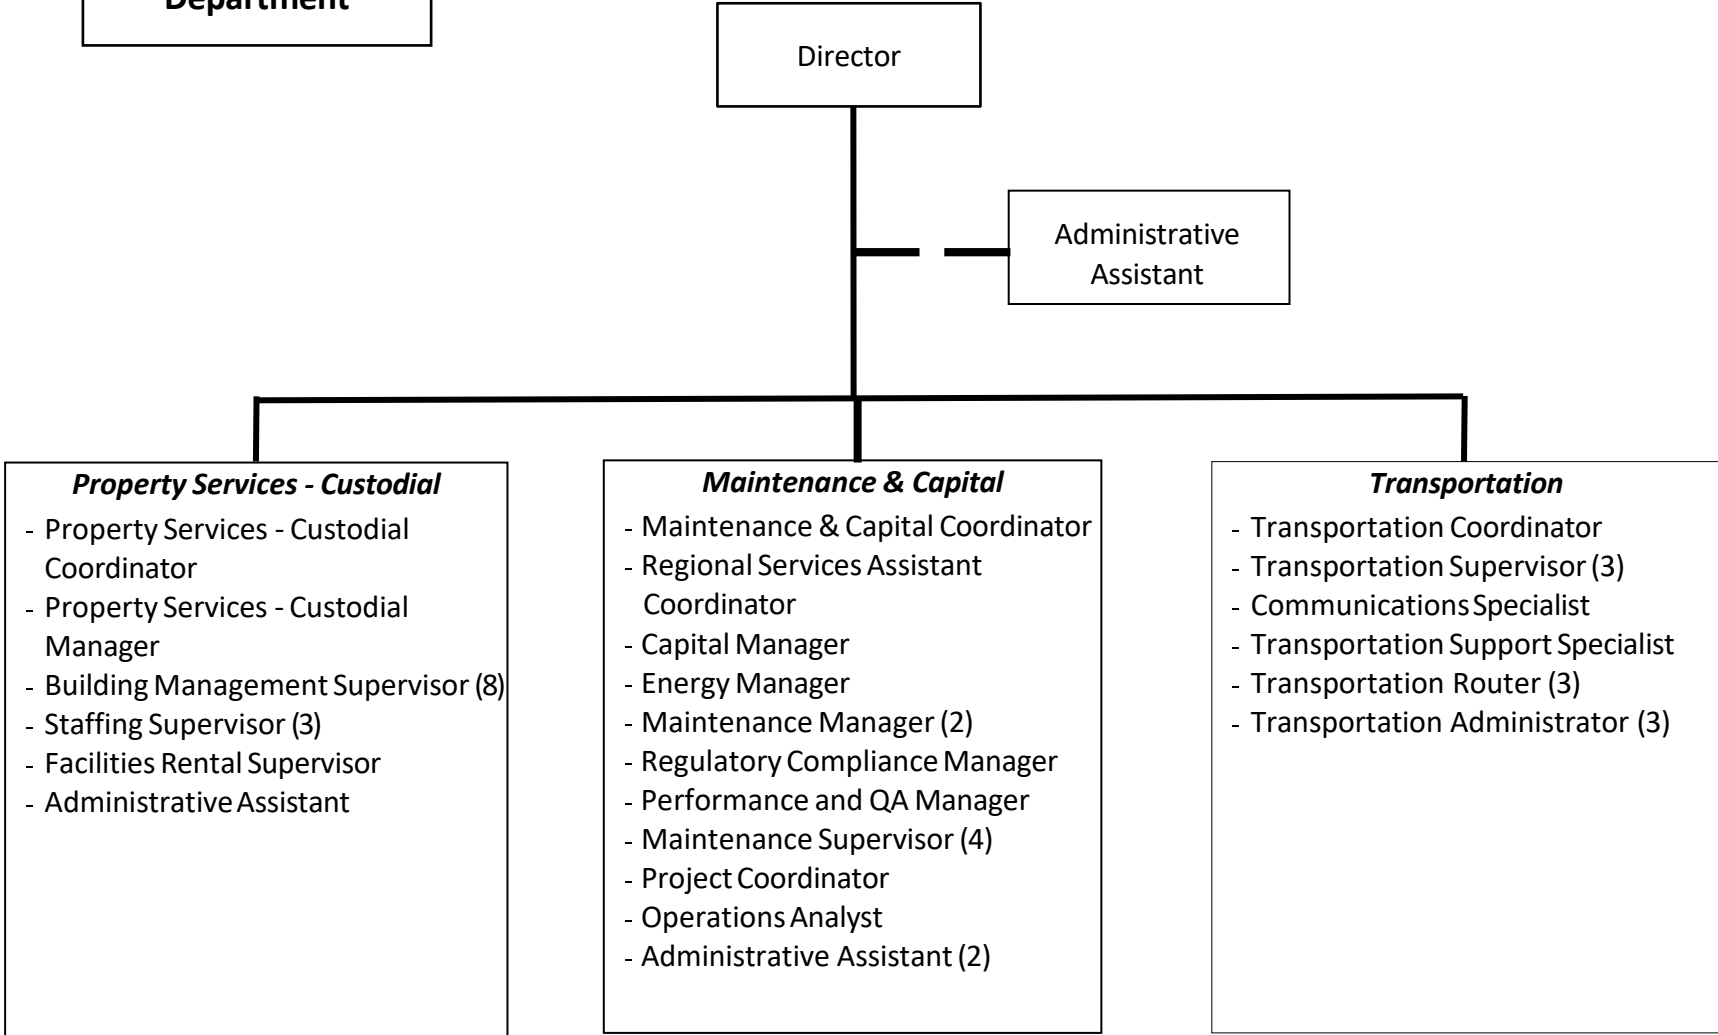 Department
Director
Administrative
Assistant
Property Services - Custodial
- Property Services - Custodial
Coordinator
- Property Services - Custodial
Manager
- Building Management Supervisor (8)
- Staffing Supervisor (3)
- Facilities Rental Supervisor
- Administrative Assistant
Maintenance & Capital
- Maintenance & Capital Coordinator
- Regional Services Assistant
Coordinator
- Capital Manager
- Energy Manager
- Maintenance Manager (2)
- Regulatory Compliance Manager
- Performance and QA Manager
- Maintenance Supervisor (4)
- Project Coordinator
- Operations Analyst
- Administrative Assistant (2)
Transportation
- Transportation Coordinator
- Transportation Supervisor (3)
- Communications Specialist
- Transportation Support Specialist
- Transportation Router (3)
- Transportation Administrator (3)